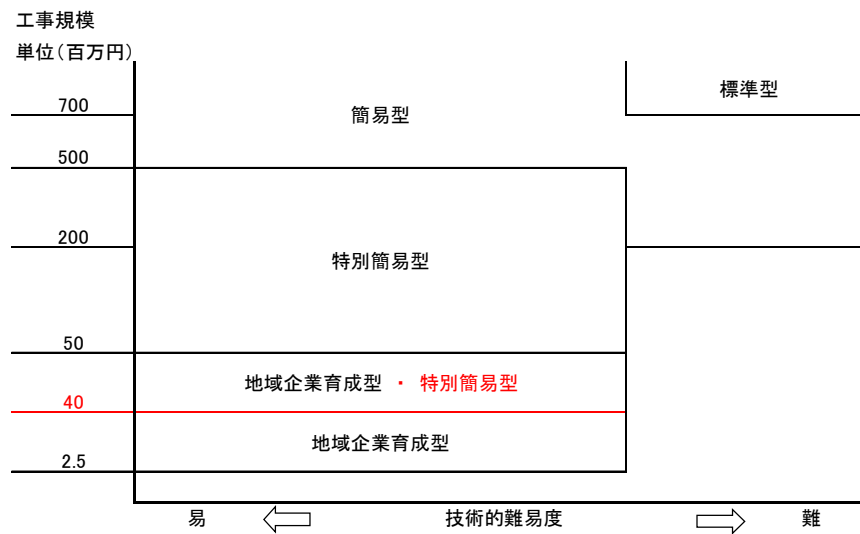 工事規模
単位(百万円)
標準型
700
簡易型
500
200
特別簡易型
50
地域企業育成型 ・ 特別簡易型
40
地域企業育成型
2.5
易 技術的難易度 難